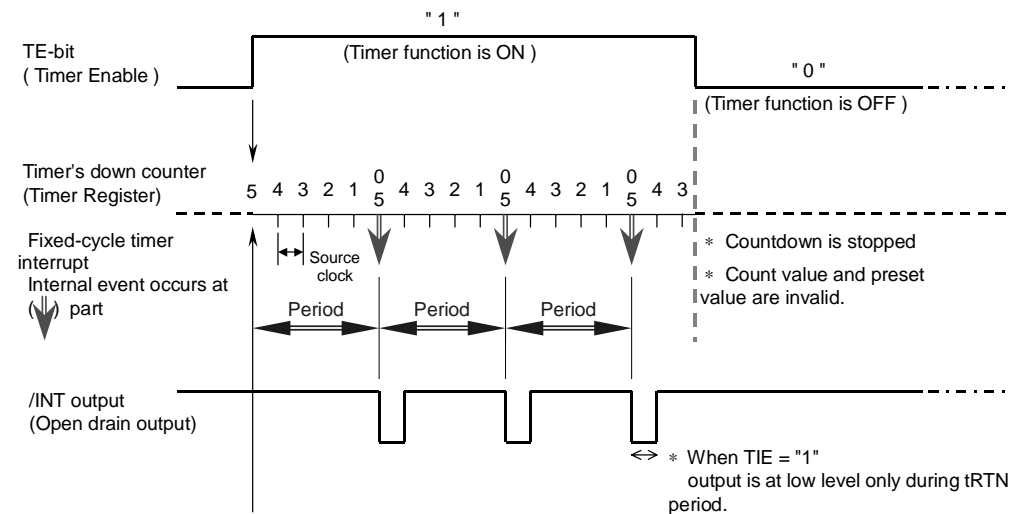 " 1 "
TE-bit
( Timer Enable )
(Timer function is ON )
" 0 "
(Timer function is OFF )
Timer's down counter
(Timer Register)
5 4 3 2 1 0 5 4 3 2 1 0 5 4 3 2 1 0 5 4 3
Fixed-cycle timer
interrupt
Internal event occurs at
( ) part
Source
clock
* Countdown is stopped
* Count value and preset
value are invalid.
Period Period Period
/INT output
(Open drain output)
* When TIE = "1"
output is at low level only during tRTN
period.